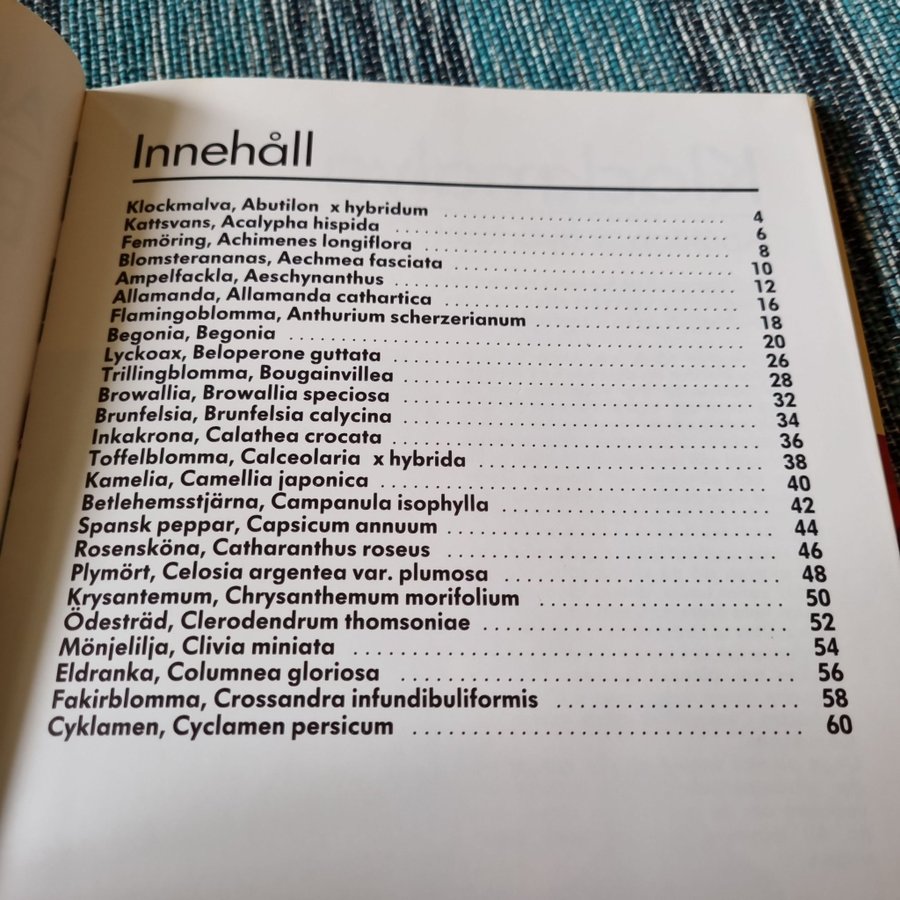 Innehåll
Klockmalva, Abutilon x hybridum .................................... 4
Kattsvans, Acalypha hispida .................................... 6
Femöring, Achimenes longiflora .................................... 8
Blomsterananas, Aechmea fasciata .................................... 10
Ampelfackla, Aeschynanthus .................................... 12
Allamanda, Allamanda cathartica .................................... 16
Flamingoblomma, Anthurium scherzerianum .................................... 18
Begonia, Begonia .................................... 20
Lyckoax, Beloperone guttata .................................... 26
Trillingblomma, Bougainvillea .................................... 28
Browallia, Browallia speciosa .................................... 32
Brunfelsia, Brunfelsia calycina .................................... 34
Inkakrona, Calathea crocata .................................... 36
Toffelblomma, Calceolaria x hybrida .................................... 38
Kamelia, Camellia japonica .................................... 40
Betlehemsstjärna, Campanula isophylla .................................... 42
Spansk peppar, Capsicum annuum .................................... 44
Rosensköna, Catharanthus roseus .................................... 46
Plymört, Celosia argentea var. plumosa .................................... 48
Krysantemum, Chrysanthemum morifolium .................................... 50
Ödesträd, Clerodendrum thomsoniae .................................... 52
Mönjelilja, Clivia miniata .................................... 54
Eldranka, Columnea gloriosa .................................... 56
Fakirblomma, Crossandra infundibuliformis .................................... 58
Cyklamen, Cyclamen persicum .................................... 60